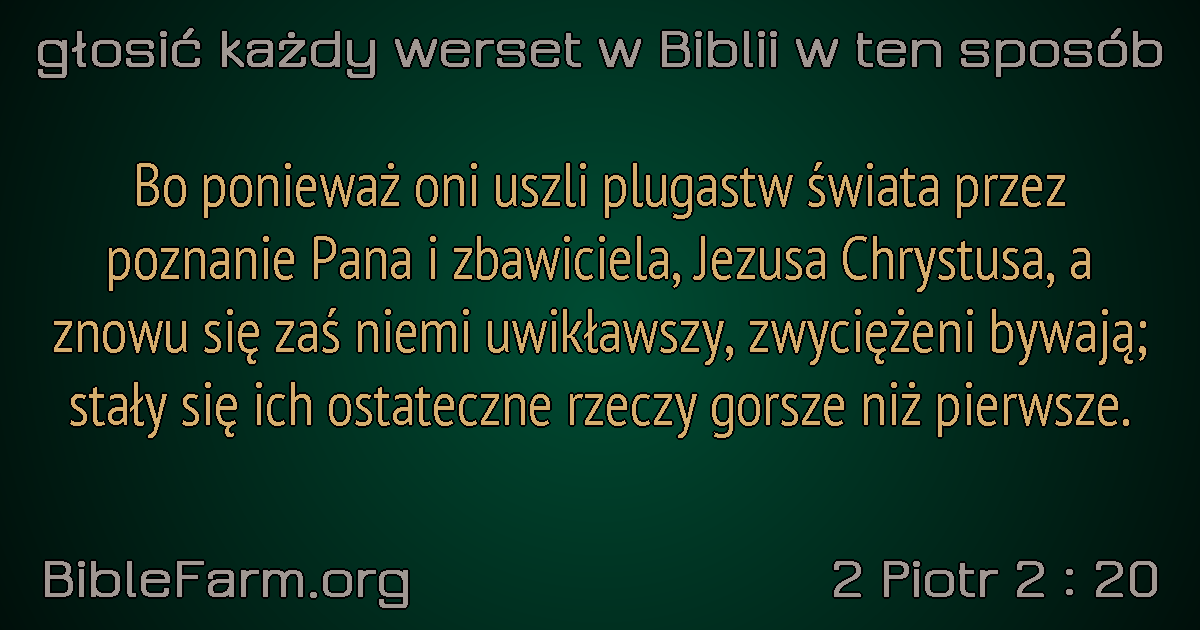 głosić każdy werset w Biblii w ten sposób
Bo ponieważ oni uszli plugastw świata przez
poznanie Pana i zbawiciela, Jezusa Chrystusa, a
znowu się zaś niemi uwikławszy, zwyciężeni bywają;
stały się ich ostateczne rzeczy gorsze niż pierwsze.
BibleFarm.org
2 Piotr 2 : 20